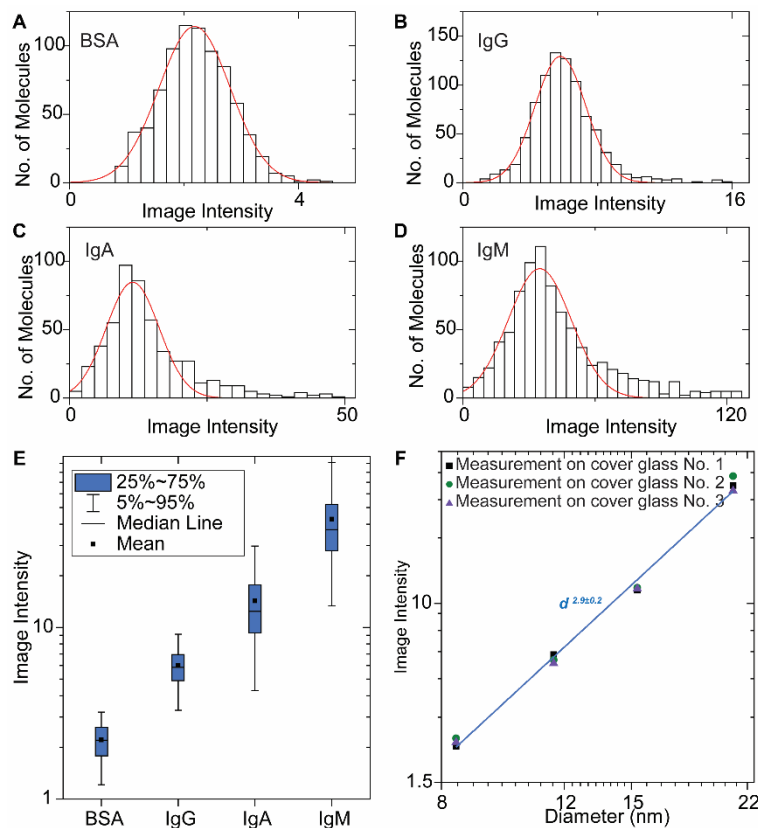 A
BSA
100
50
0
0
4
No. of Molecules
Image Intensity
B
IgG
150
100
50
0
0
16
No. of Molecules
Image Intensity
C
IgA
100
50
0
0
50
No. of Molecules
Image Intensity
D
IgM
100
50
0
0
120
No. of Molecules
Image Intensity
E
25%~75%
5%~95%
Median Line
Mean
10
1
Image Intensity
BSA
IgG
IgA
IgM
F
Measurement on cover glass No. 1
Measurement on cover glass No. 2
Measurement on cover glass No. 3
d 2.9±0.2
10
1.5
Image Intensity
8
12
15
22
Diameter (nm)